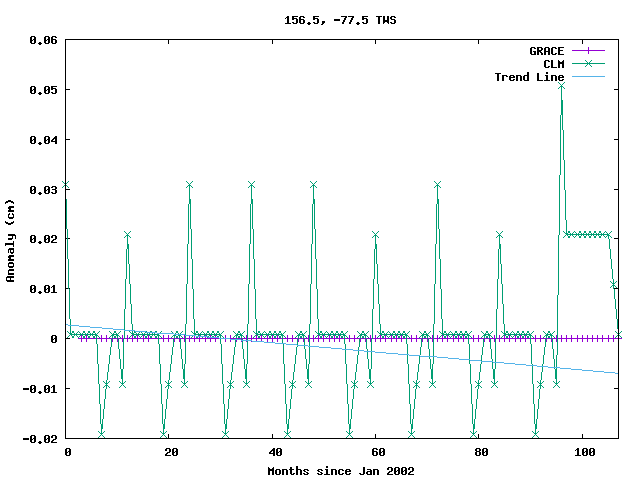 156.5, -77.5 TWS
GRACE
CLM
Trend Line
0.06
0.05
0.04
0.03
0.02
0.01
0
-0.01
-0.02
Anomaly (cm)
0 20 40 60 80 100
Months since Jan 2002